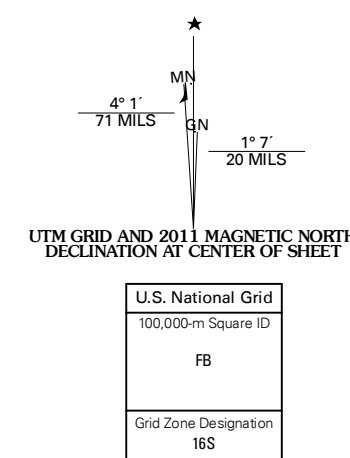 ★
MN
4° 1´
71 MILS
GN
1° 7´
20 MILS
UTM GRID AND 2011 MAGNETIC NORTH
DECLINATION AT CENTER OF SHEET
U.S. National Grid
100,000-m Square ID
FB
Grid Zone Designation
16S